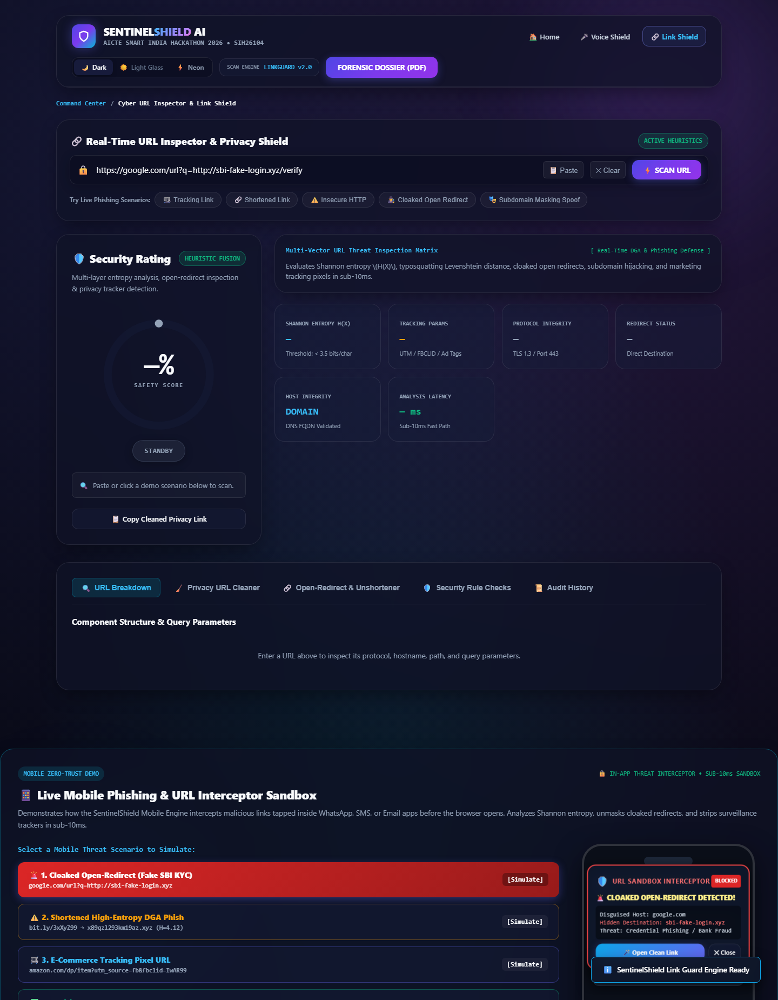 SENTINELSHIELD AI
AICTE SMART INDIA HACKATHON 2026 • SIH26104
Home
Voice Shield
Link Shield
Dark
Light Glass
Neon
SCAN ENGINE LINKGUARD v2.0
FORENSIC DOSSIER (PDF)
Command Center / Cyber URL Inspector & Link Shield
Real-Time URL Inspector & Privacy Shield
ACTIVE HEURISTICS
https://google.com/url?q=http://sbi-fake-login.xyz/verify
Paste
Clear
SCAN URL
Try Live Phishing Scenarios:
Tracking Link
Shortened Link
Insecure HTTP
Cloaked Open Redirect
Subdomain Masking Spoof
Security Rating
HEURISTIC FUSION
Multi-layer entropy analysis, open-redirect inspection
& privacy tracker detection.
—%
SAFETY SCORE
STANDBY
Paste or click a demo scenario below to scan.
Copy Cleaned Privacy Link
Multi-Vector URL Threat Inspection Matrix
[ Real-Time DGA & Phishing Defense ]
Evaluates Shannon entropy \(H(X)\), typosquatting Levenshtein distance, cloaked open redirects, subdomain hijacking, and marketing
tracking pixels in sub-10ms.
SHANNON ENTROPY H(X)
—
Threshold: < 3.5 bits/char
TRACKING PARAMS
—
UTM / FBCLID / Ad Tags
PROTOCOL INTEGRITY
—
TLS 1.3 / Port 443
REDIRECT STATUS
—
Direct Destination
HOST INTEGRITY
DOMAIN
DNS FQDN Validated
ANALYSIS LATENCY
— ms
Sub-10ms Fast Path
URL Breakdown
Privacy URL Cleaner
Open-Redirect & Unshortener
Security Rule Checks
Audit History
Component Structure & Query Parameters
Enter a URL above to inspect its protocol, hostname, path, and query parameters.
MOBILE ZERO-TRUST DEMO
IN-APP THREAT INTERCEPTOR • SUB-10ms SANDBOX
Live Mobile Phishing & URL Interceptor Sandbox
Demonstrates how the SentinelShield Mobile Engine intercepts malicious links tapped inside WhatsApp, SMS, or Email apps before the browser opens. Analyzes Shannon entropy, unmasks cloaked redirects, and strips surveillance
trackers in sub-10ms.
Select a Mobile Threat Scenario to Simulate:
1. Cloaked Open-Redirect (Fake SBI KYC)
google.com/url?q=http://sbi-fake-login.xyz
[Simulate]
2. Shortened High-Entropy DGA Phish
bit.ly/3xXyZ99 → x89qzl293km19az.xyz (H=4.12)
[Simulate]
3. E-Commerce Tracking Pixel URL
amazon.com/dp/item?utm_source=fb&fbclid=IwAR99
[Simulate]
URL SANDBOX INTERCEPTOR
BLOCKED
CLOAKED OPEN-REDIRECT DETECTED!
Disguised Host: google.com
Hidden Destination: sbi-fake-login.xyz
Threat: Credential Phishing / Bank Fraud
Open Clean Link
Close
SentinelShield Link Guard Engine Ready